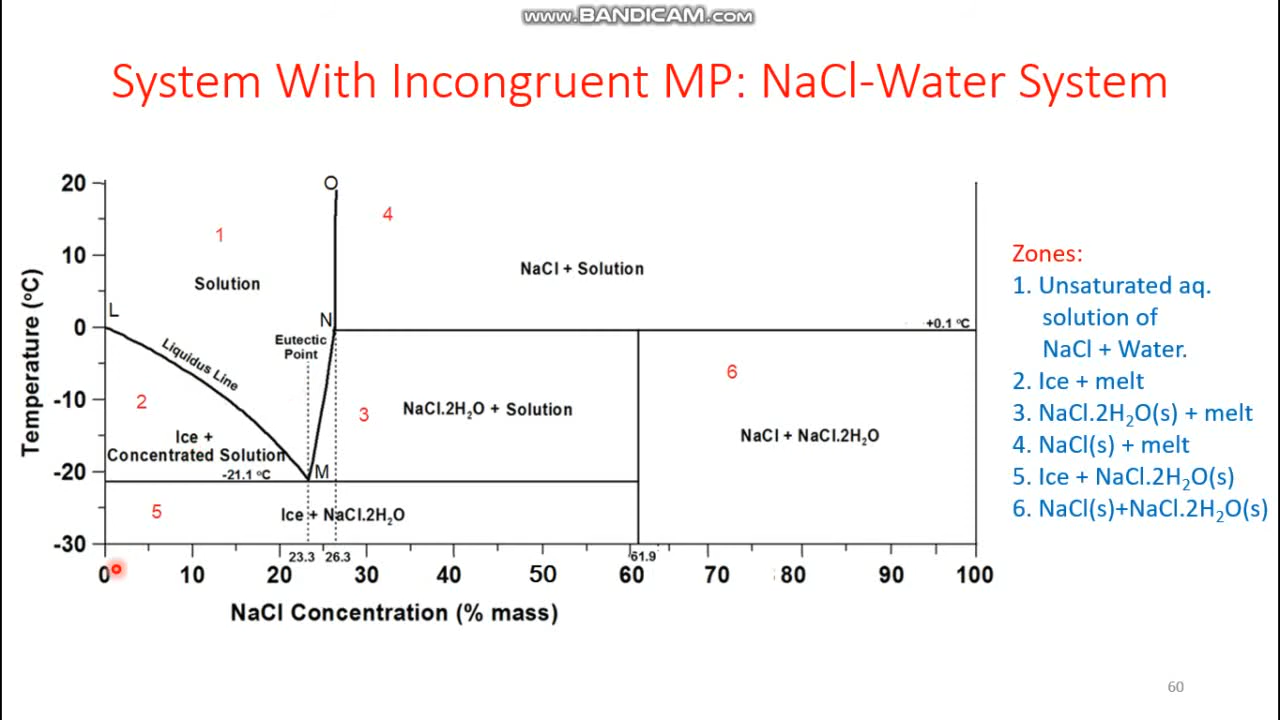 www.BANDICAM.com
System With Incongruent MP: NaCl-Water System
20
10
0
-10
-20
-30
Temperature (°C)
O
4
1
Solution
NaCl + Solution
L
N
Eutectic
Point
+0.1 °C
Liquidus Line
2
3
6
NaCl.2H₂O + Solution
Ice +
Concentrated Solution
-21.1 °C
M
NaCl + NaCl.2H₂O
5
Ice + NaCl.2H₂O
23.3
26.3
61.9
0
10
20
30
40
50
60
70
80
90
100
NaCl Concentration (% mass)
Zones:
1. Unsaturated aq.
solution of
NaCl + Water.
2. Ice + melt
3. NaCl.2H₂O(s) + melt
4. NaCl(s) + melt
5. Ice + NaCl.2H₂O(s)
6. NaCl(s)+NaCl.2H₂O(s)
60